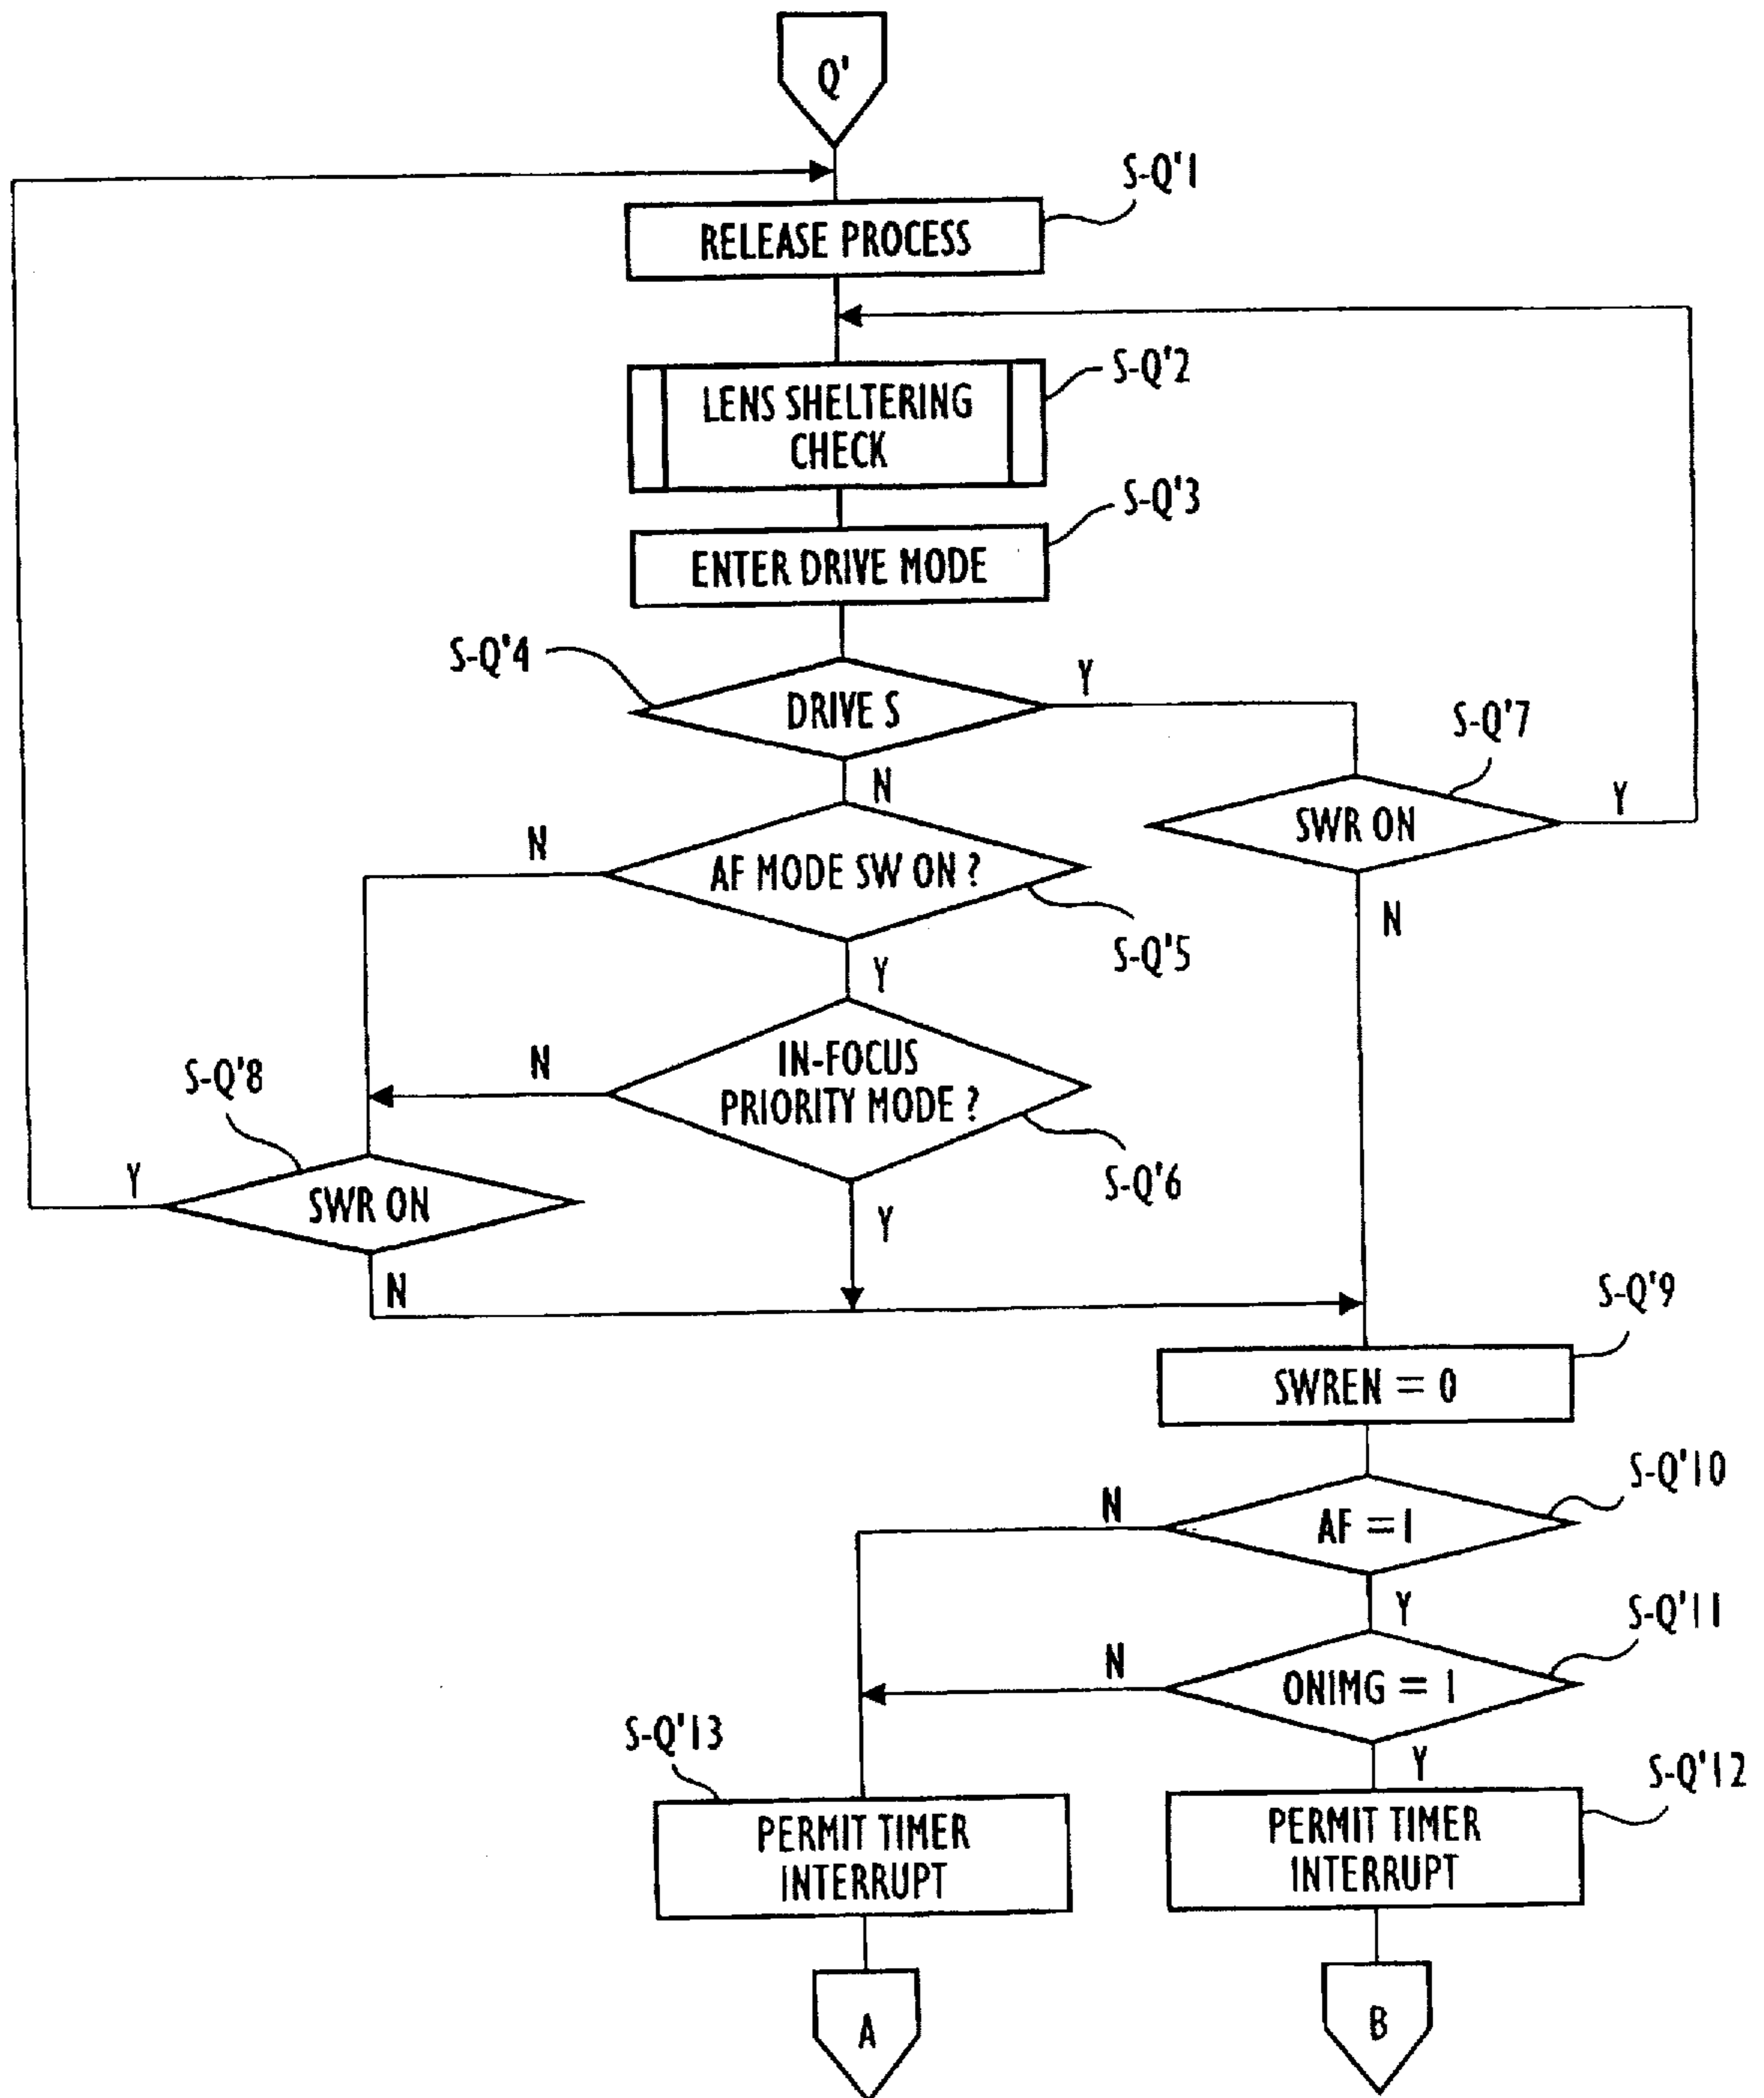 Q'
S-Q'1
RELEASE PROCESS
S-Q'2
LENS SHELTERING
CHECK
S-Q'3
ENTER DRIVE MODE
S-Q'4
DRIVE S
Y
N
S-Q'7
SWR ON
Y
N
AF MODE SW ON ?
N
S-Q'5
Y
IN-FOCUS
PRIORITY MODE ?
N
S-Q'6
Y
S-Q'8
SWR ON
Y
N
S-Q'9
SWREN = 0
S-Q'10
AF = 1
N
Y
S-Q'11
ONIMG = 1
N
Y
S-Q'13
PERMIT TIMER
INTERRUPT
S-Q'12
PERMIT TIMER
INTERRUPT
A
B